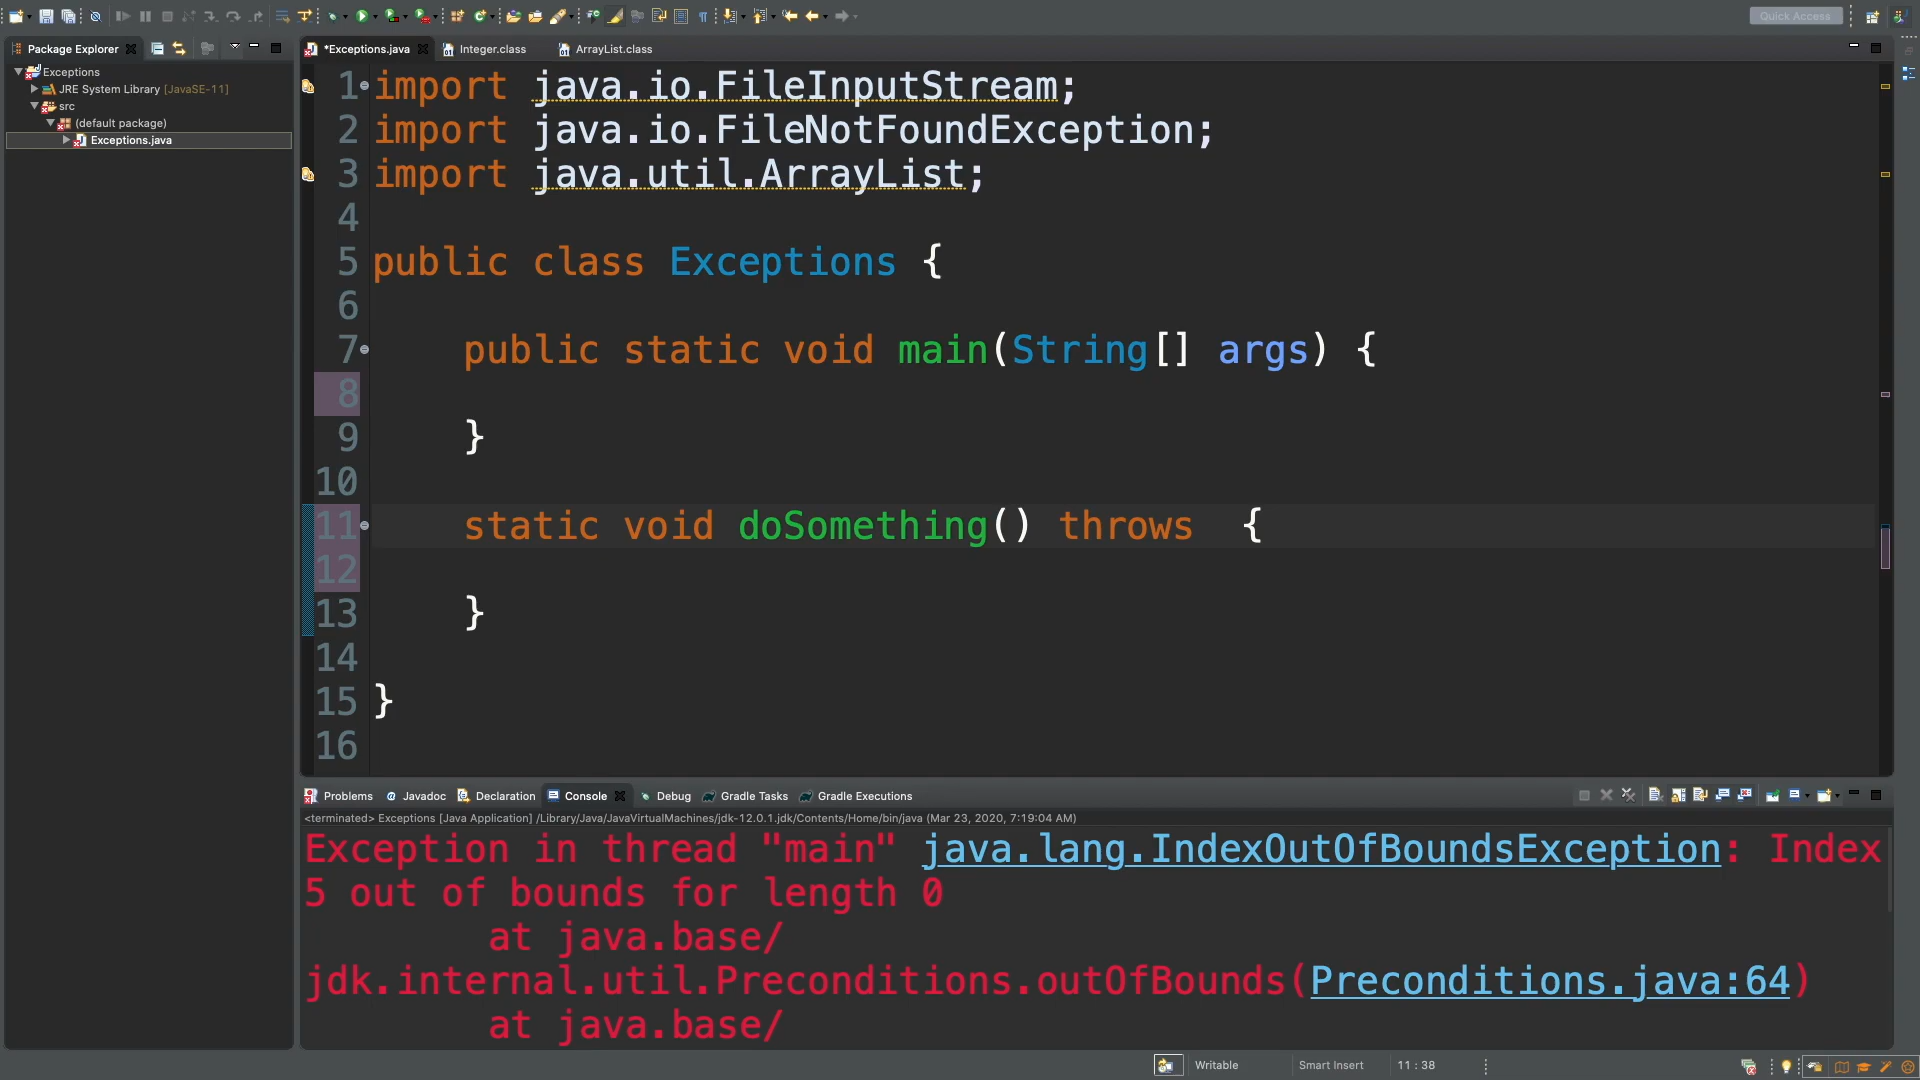 Quick Access
Package Explorer
*Exceptions.java
Integer.class
ArrayList.class
Exceptions
JRE System Library [JavaSE-11]
src
(default package)
Exceptions.java
1 import java.io.FileInputStream;
2 import java.io.FileNotFoundException;
3 import java.util.ArrayList;
4
5 public class Exceptions {
6
7 public static void main(String[] args) {
8
9 }
10
11 static void doSomething() throws  {
12
13 }
14
15 }
16
Problems
Javadoc
Declaration
Console
Debug
Gradle Tasks
Gradle Executions
<terminated> Exceptions [Java Application] /Library/Java/JavaVirtualMachines/jdk-12.0.1.jdk/Contents/Home/bin/java (Mar 23, 2020, 7:19:04 AM)
Exception in thread "main" java.lang.IndexOutOfBoundsException: Index
5 out of bounds for length 0
at java.base/
jdk.internal.util.Preconditions.outOfBounds(Preconditions.java:64)
at java.base/
Writable
Smart Insert
11 : 38